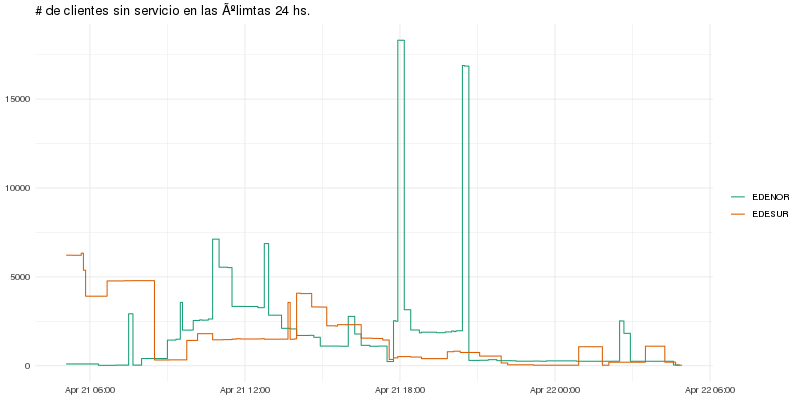 # de clientes sin servicio en las Ãºlimtas 24 hs.
15000
10000
5000
0
Apr 21 06:00
Apr 21 12:00
Apr 21 18:00
Apr 22 00:00
Apr 22 06:00
EDENOR
EDESUR